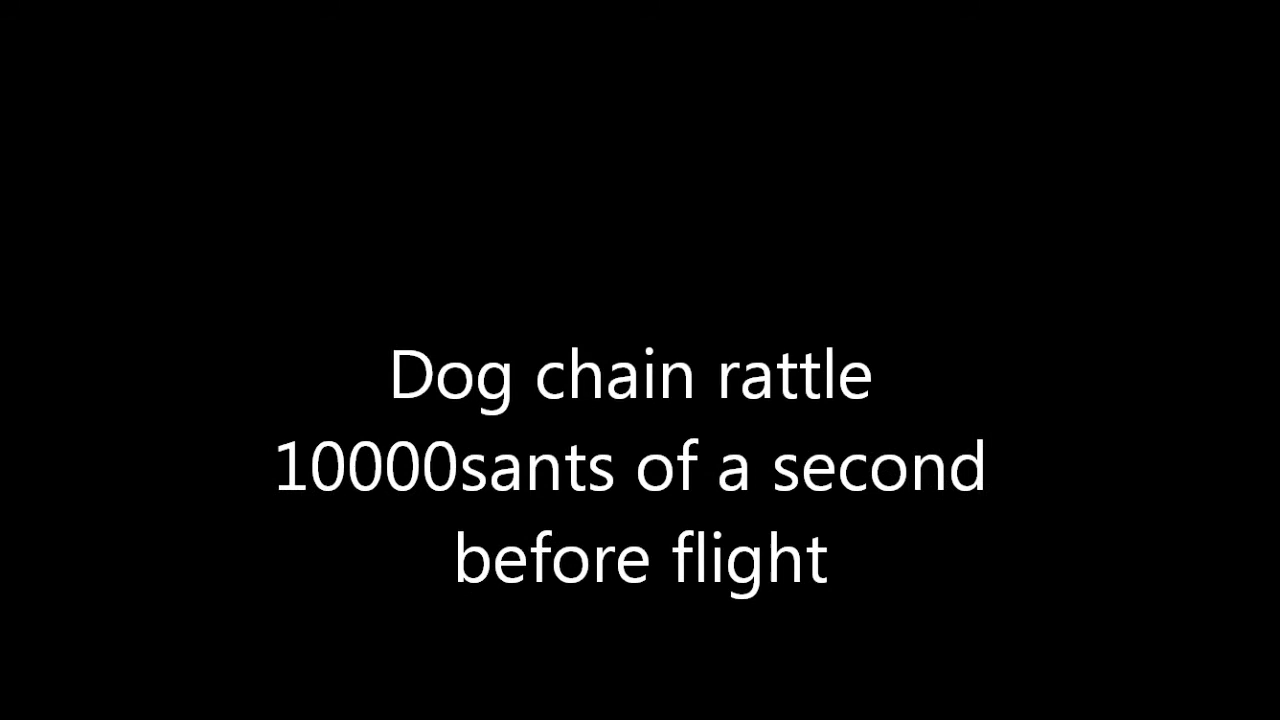 Dog chain rattle
10000sants of a second
before flight